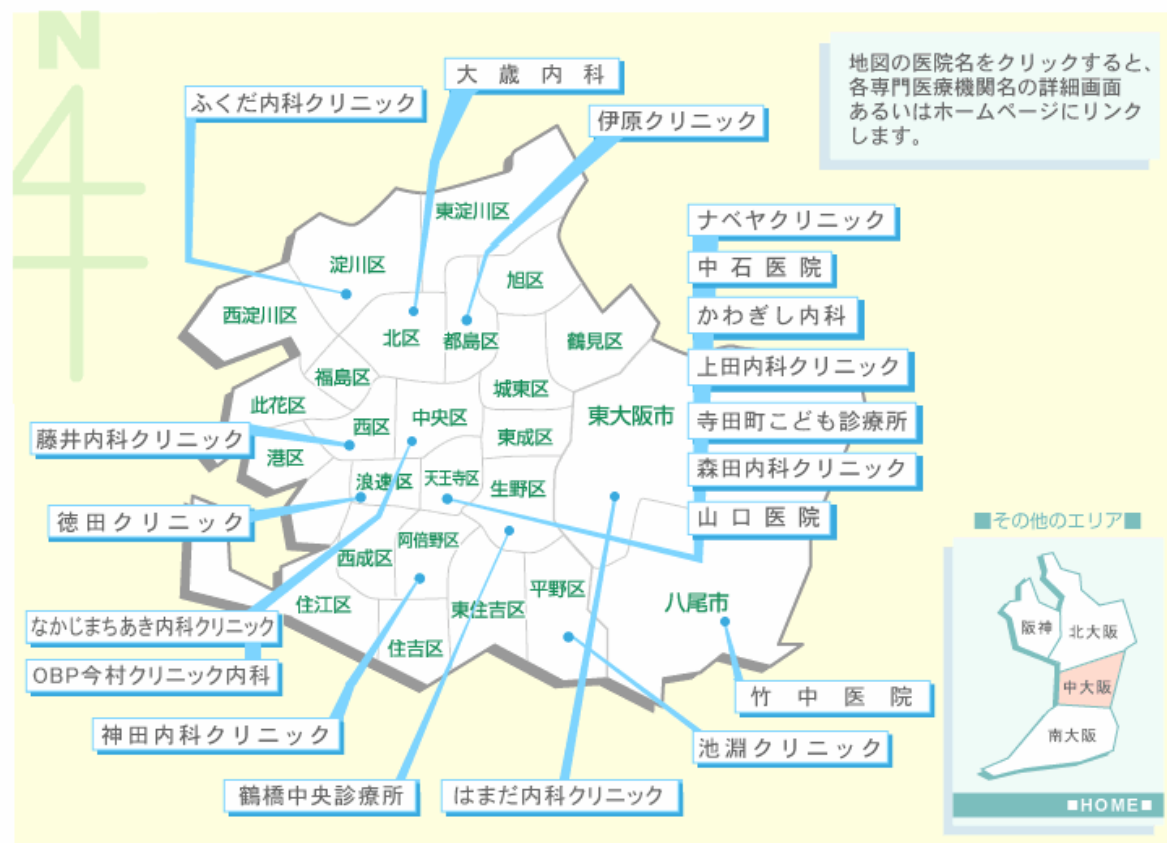 N
大歳内科
ふくだ内科クリニック
伊原クリニック
地図の医院名をクリックすると、
各専門医療機関名の詳細画面
あるいはホームページにリンク
します。
東淀川区
ナベヤクリニック
淀川区
中石医院
旭区
西淀川区
かわぎし内科
北区
都島区
鶴見区
上田内科クリニック
福島区
城東区
此花区
中央区
東大阪市
寺田町こども診療所
西区
東成区
藤井内科クリニック
港区
森田内科クリニック
浪速区
天王寺区
生野区
徳田クリニック
山口医院
■その他のエリア■
阿倍野区
西成区
平野区
住江区
東住吉区
八尾市
なかじまちあき内科クリニック
阪神
北大阪
住吉区
OBP今村クリニック内科
中大阪
竹中医院
神田内科クリニック
南大阪
池淵クリニック
鶴橋中央診療所
はまだ内科クリニック
■HOME■